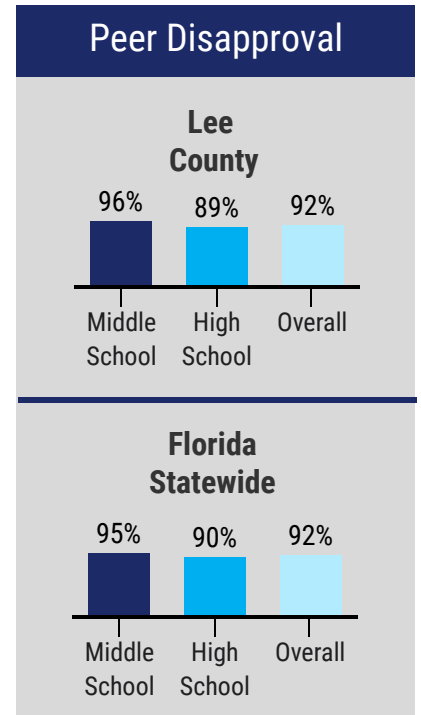 Peer Disapproval
Lee
County
96% 89% 92%
Middle High Overall
School School
Florida
Statewide
95% 90% 92%
Middle High Overall
School School